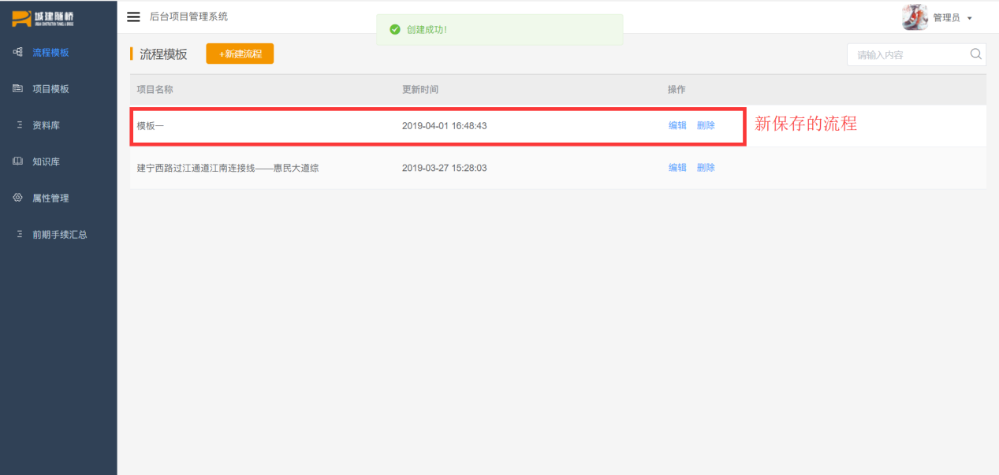 城建隧桥
后台项目管理系统
创建成功!
管理员
流程模板
项目模板
资料库
知识库
属性管理
前期手续汇总
流程模板
+新建流程
请输入内容
项目名称 更新时间 操作
模板一 2019-04-01 16:48:43 编辑 删除
新保存的流程
建宁西路过江通道江南连接线——惠民大道综 2019-03-27 15:28:03 编辑 删除